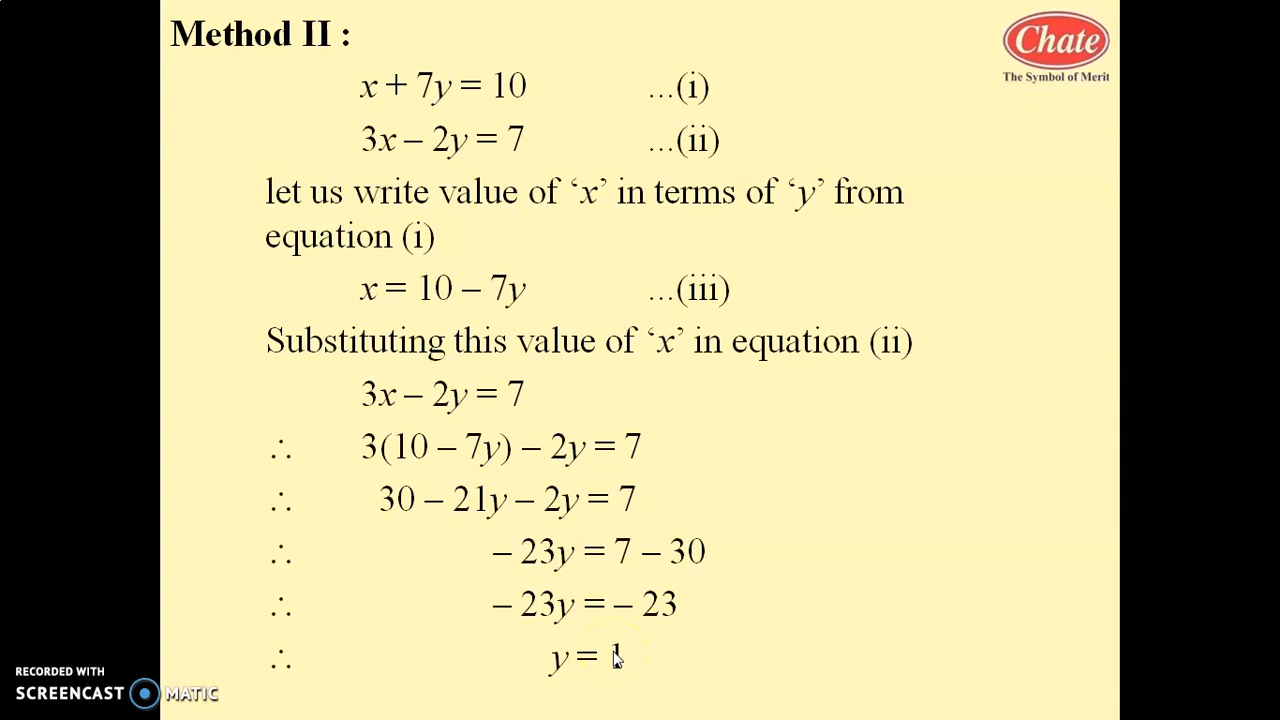 Method II :
Chate
The Symbol of Merit
x + 7y = 10 ...(i)
3x – 2y = 7 ...(ii)
let us write value of ‘x’ in terms of ‘y’ from
equation (i)
x = 10 – 7y ...(iii)
Substituting this value of ‘x’ in equation (ii)
3x – 2y = 7
∴ 3(10 – 7y) – 2y = 7
∴ 30 – 21y – 2y = 7
∴ – 23y = 7 – 30
∴ – 23y = – 23
∴ y = 1
RECORDED WITH
SCREENCAST MATIC